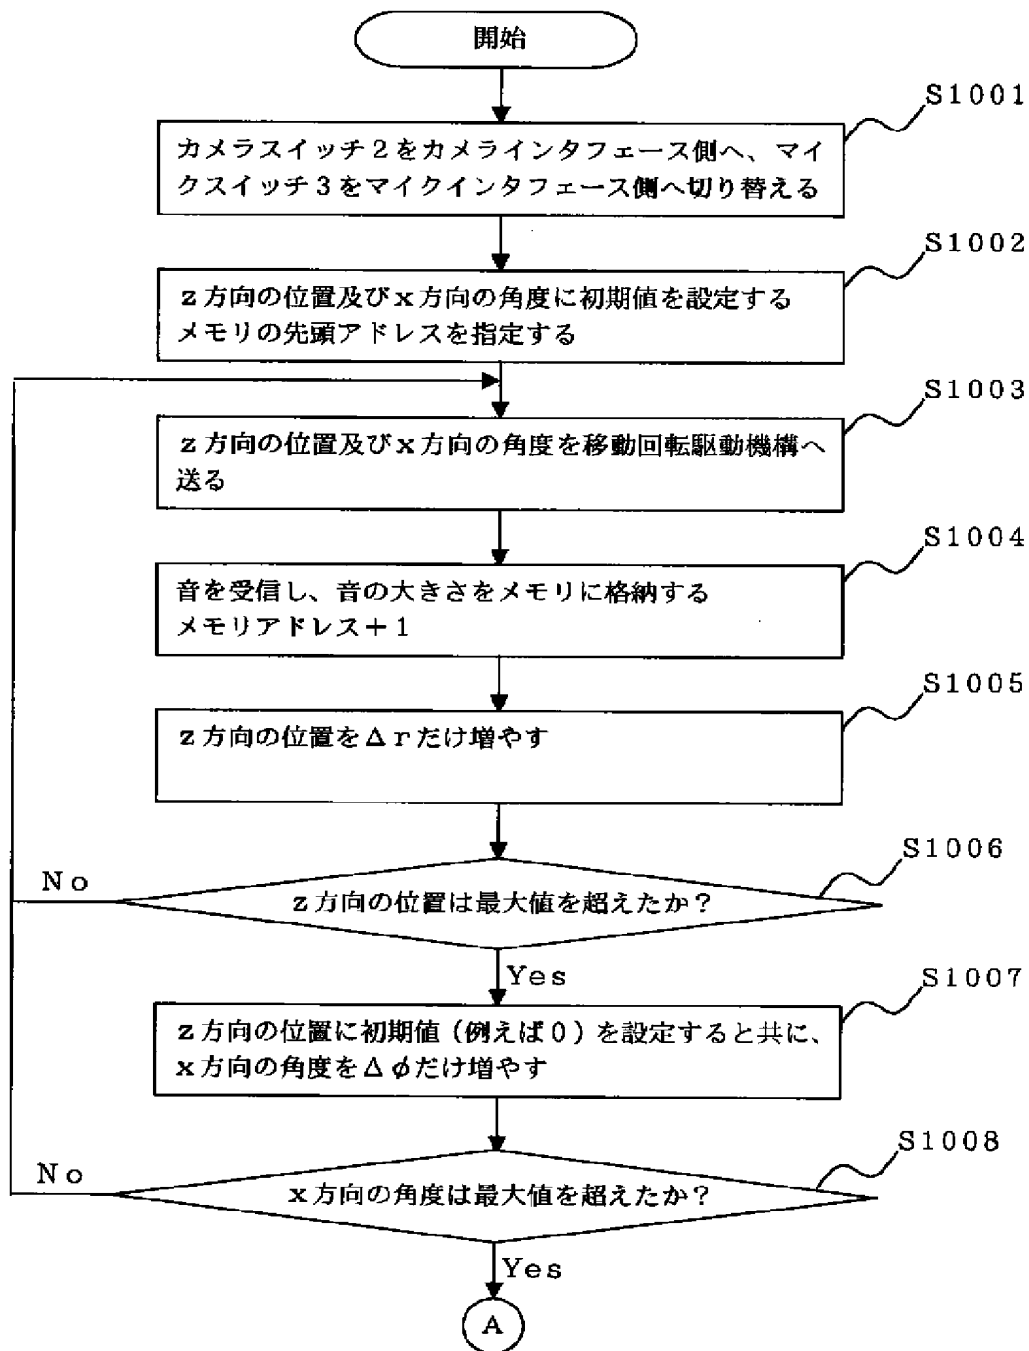 開始
S1001
カメラスイッチ2をカメラインタフェース側へ、マイ
クスイッチ3をマイクインタフェース側へ切り替える
S1002
z方向の位置及びx方向の角度に初期値を設定する
メモリの先頭アドレスを指定する
S1003
z方向の位置及びx方向の角度を移動回転駆動機構へ
送る
S1004
音を受信し、音の大きさをメモリに格納する
メモリアドレス+1
S1005
z方向の位置をΔrだけ増やす
S1006
No
z方向の位置は最大値を超えたか?
Yes
S1007
z方向の位置に初期値(例えば0)を設定すると共に、
x方向の角度をΔφだけ増やす
S1008
No
x方向の角度は最大値を超えたか?
Yes
A